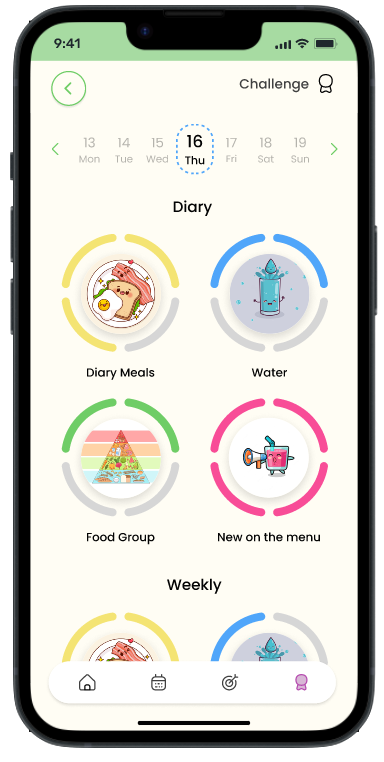 9:41
Challenge
13 14 15 16 17 18 19
Mon Tue Wed Thu Fri Sat Sun
Diary
Diary Meals Water
Food Group New on the menu
Weekly